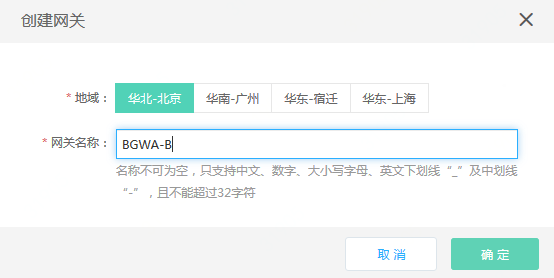 创建网关
* 地域： 华北-北京 华南-广州 华东-宿迁 华东-上海
* 网关名称： BGWA-B
名称不可为空，只支持中文、数字、大小写字母、英文下划线“_”及中划线
“-”，且不能超过32字符
取消 确定